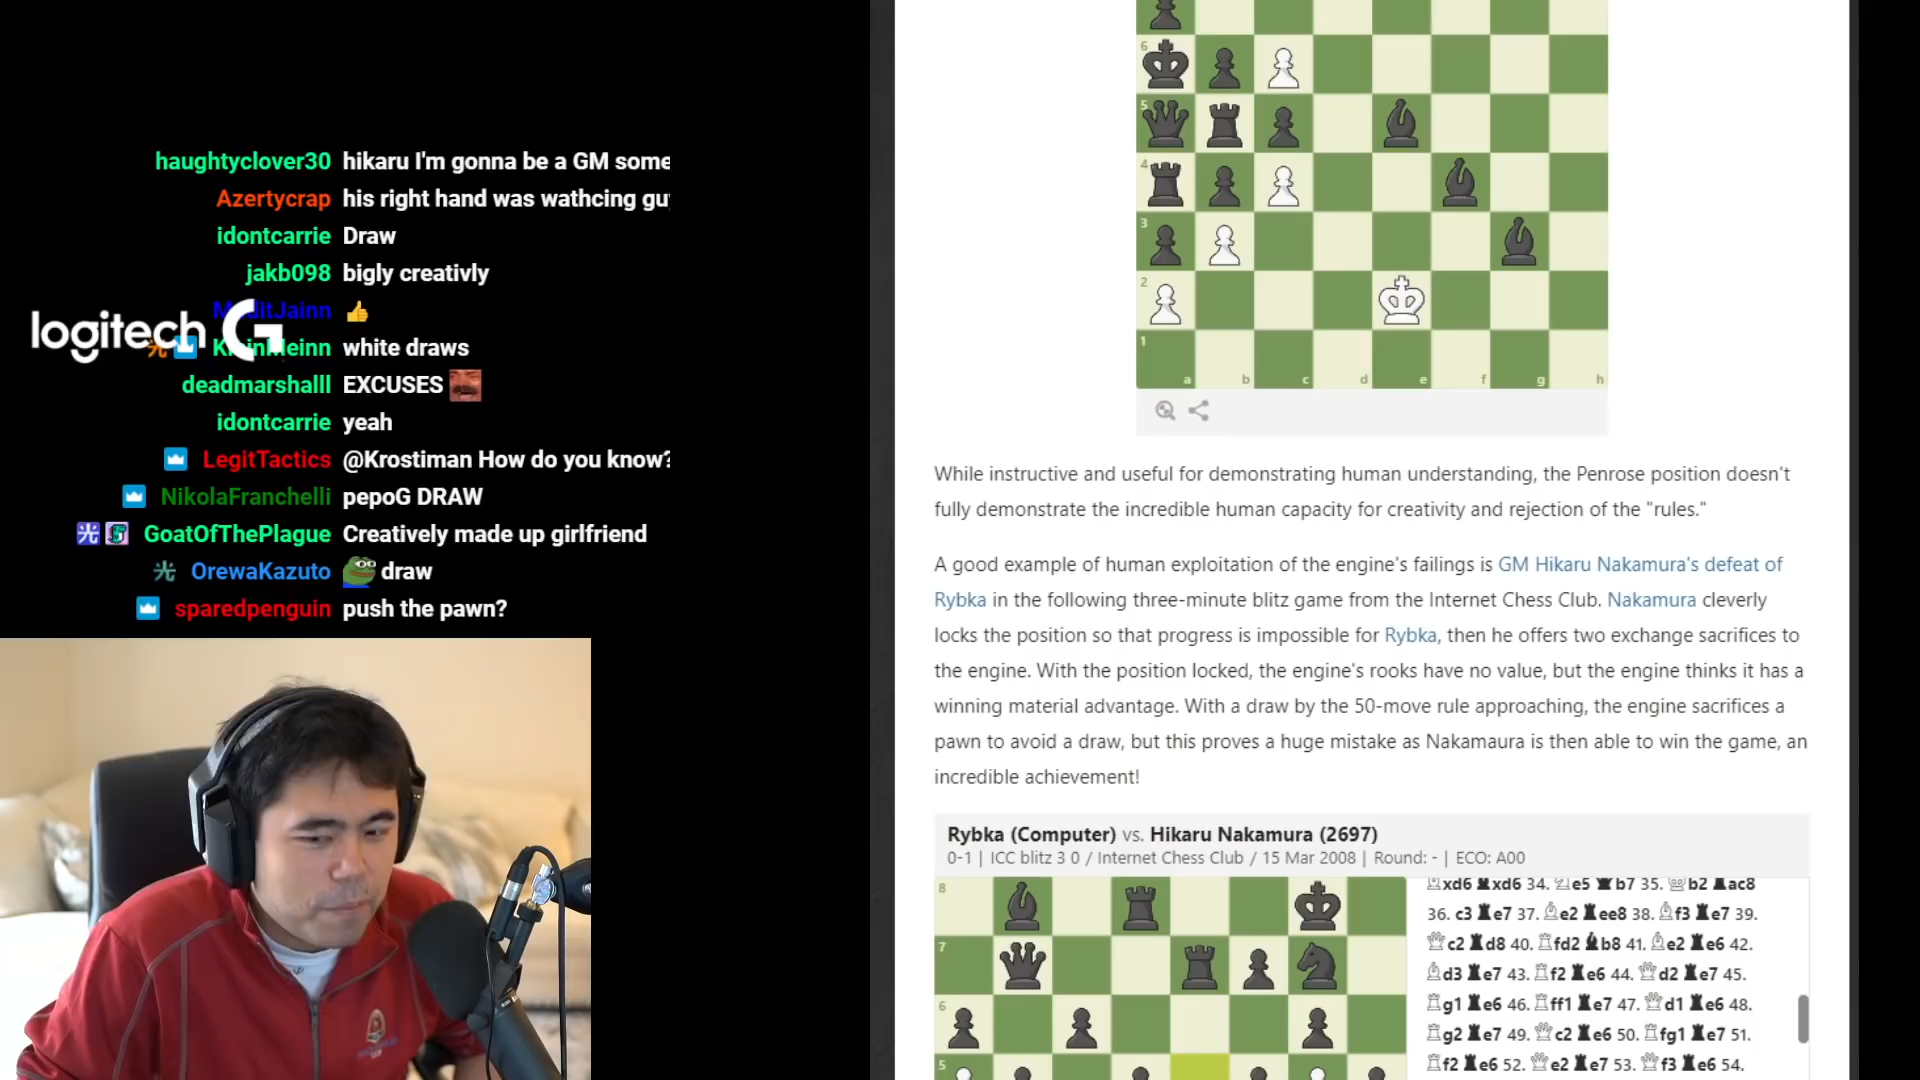 haughtyclover30 hikaru I'm gonna be a GM some
Azertycrap his right hand was wathcing gu
idontcarrie Draw
jakb098 bigly creativly
logitech G
white draws
deadmarshalll EXCUSES
idontcarrie yeah
LegitTactics @Krostiman How do you know?
NikolaFranchelli DRAW
光 GoatOfThePlague Creatively made up girlfriend
光 OrewaKazuto draw
sparedpenguin push the pawn?
6
5
4
3
2
1
a b c d e f g h
While instructive and useful for demonstrating human understanding, the Penrose position doesn't
fully demonstrate the incredible human capacity for creativity and rejection of the "rules."
A good example of human exploitation of the engine's failings is GM Hikaru Nakamura's defeat of
Rybka in the following three-minute blitz game from the Internet Chess Club. Nakamura cleverly
locks the position so that progress is impossible for Rybka, then he offers two exchange sacrifices to
the engine. With the position locked, the engine's rooks have no value, but the engine thinks it has a
winning material advantage. With a draw by the 50-move rule approaching, the engine sacrifices a
pawn to avoid a draw, but this proves a huge mistake as Nakamaura is then able to win the game, an
incredible achievement!
Rybka (Computer) vs. Hikaru Nakamura (2697)
0-1 | ICC blitz 3 0 / Internet Chess Club / 15 Mar 2008 | Round: - | ECO: A00
8
7
6
5
♗xd6 ♜xd6 34. ♘e5 ♛b7 35. ♕b2 ♜ac8
36. c3 ♜e7 37. ♗e2 ♜ee8 38. ♗f3 ♜e7 39.
♕c2 ♜d8 40. ♖fd2 ♝b8 41. ♗e2 ♜e6 42.
♗d3 ♜e7 43. ♖f2 ♜e6 44. ♕d2 ♜e7 45.
♖g1 ♜e6 46. ♖ff1 ♜e7 47. ♕d1 ♜e6 48.
♖g2 ♜e7 49. ♕c2 ♜e6 50. ♖fg1 ♜e7 51.
♖f2 ♜e6 52. ♕e2 ♜e7 53. ♕f3 ♜e6 54.